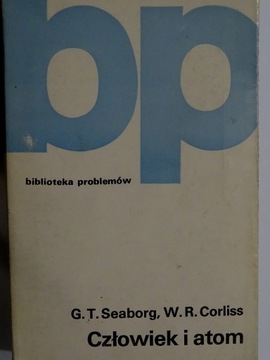 bp
biblioteka problemów
G. T. Seaborg, W. R. Corliss
Człowiek i atom